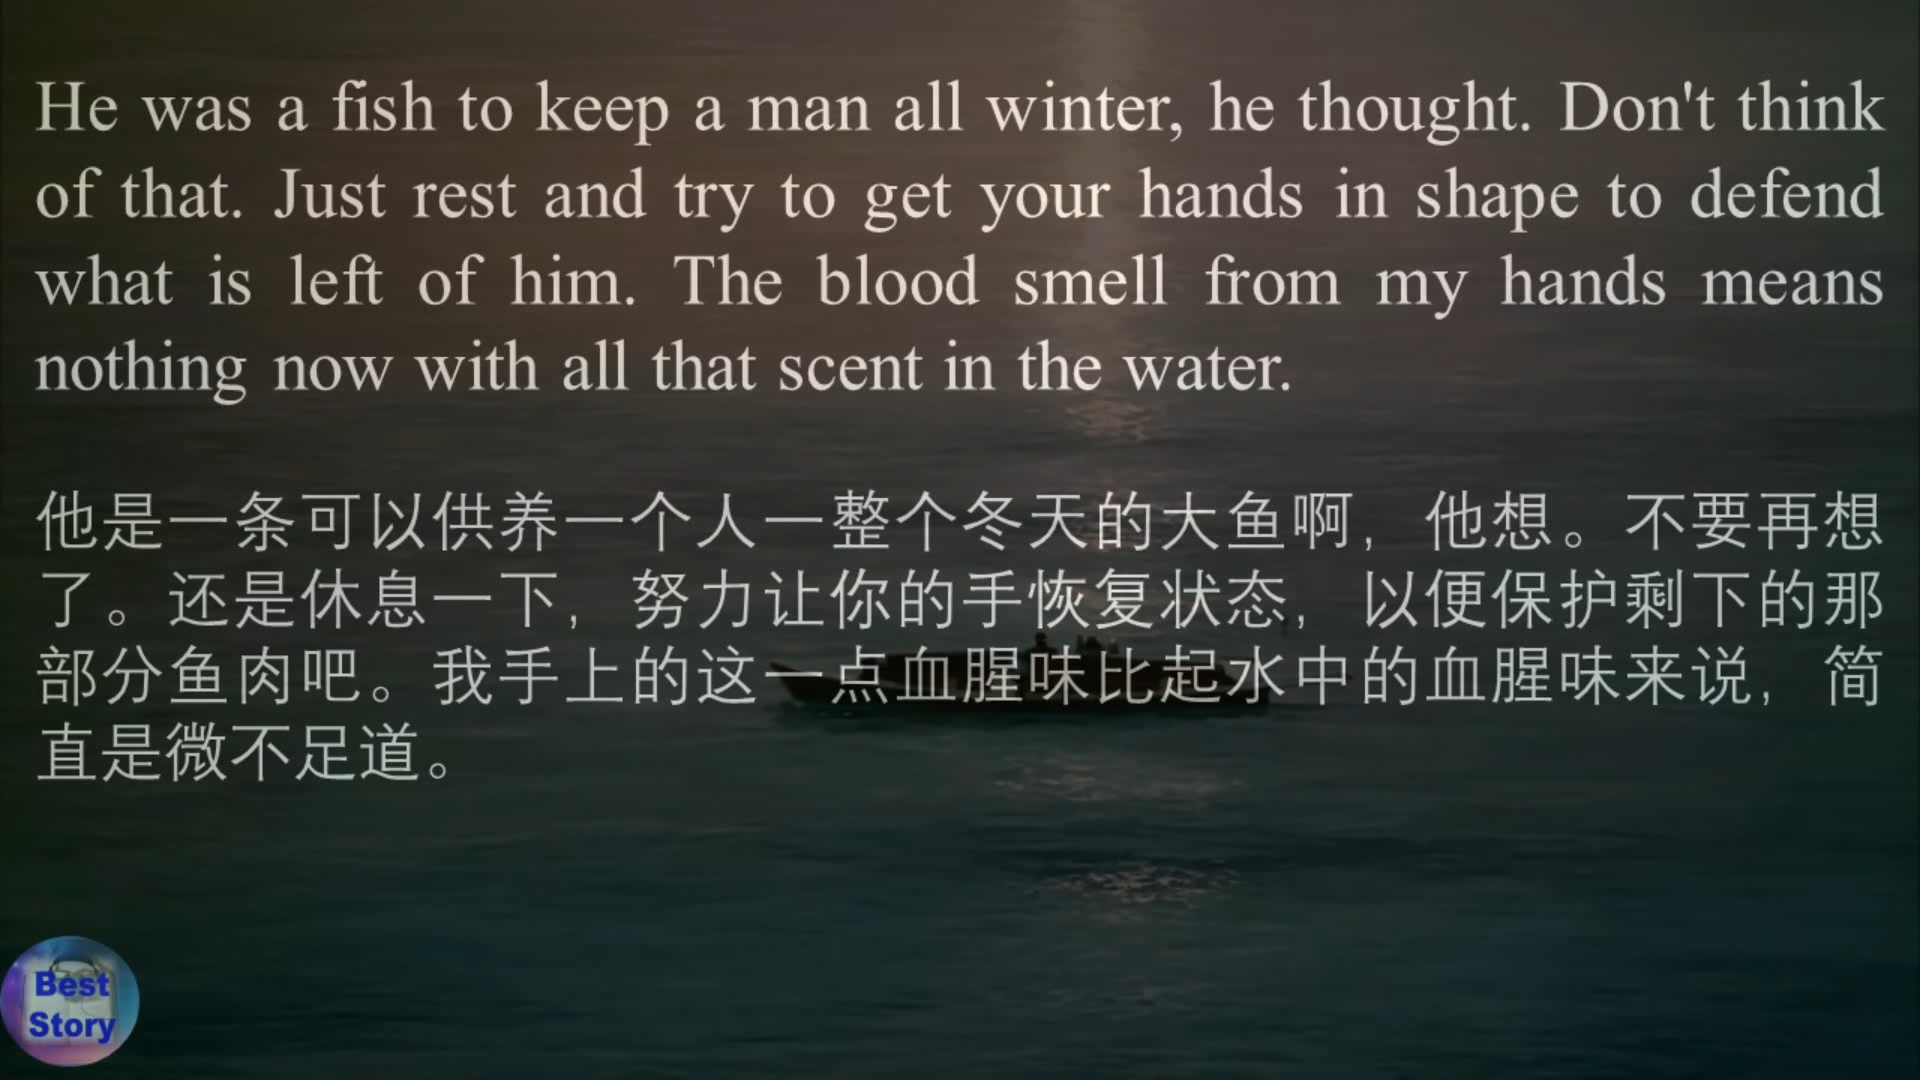 He was a fish to keep a man all winter, he thought. Don't think
of that. Just rest and try to get your hands in shape to defend
what is left of him. The blood smell from my hands means
nothing now with all that scent in the water.
他是一条可以供养一个人一整个冬天的大鱼啊，他想。不要再想
了。还是休息一下，努力让你的手恢复状态，以便保护剩下的那
部分鱼肉吧。我手上的这一点血腥味比起水中的血腥味来说，简
直是微不足道。
Best
Story